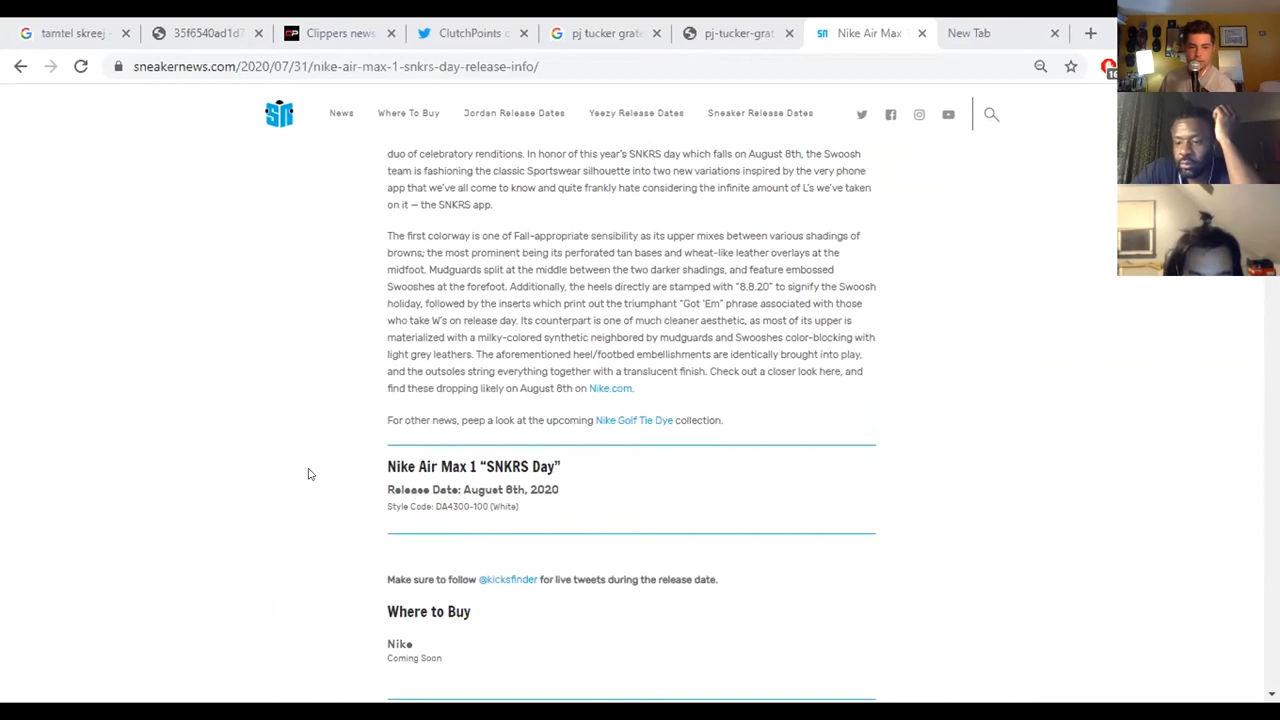 tamtel skreej -
35f6540ad1d7
CP Clippers news
ClutchPoints
pj tucker grate
pj-tucker-grat
Nike Air Max
New Tab
sneakernews.com/2020/07/31/nike-air-max-1-snkrs-day-release-info/
16
sn News Where To Buy Jordan Release Dates Yeezy Release Dates Sneaker Release Dates
duo of celebratory renditions. In honor of this year's SNKRS day which falls on August 8th, the Swoosh
team is fashioning the classic Sportswear silhouette into two new variations inspired by the very phone
app that we've all come to know and quite frankly hate considering the infinite amount of L's we've taken
on it — the SNKRS app.
The first colorway is one of Fall-appropriate sensibility as its upper mixes between various shadings of
browns; the most prominent being its perforated tan bases and wheat-like leather overlays at the
midfoot. Mudguards split at the middle between the two darker shadings, and feature embossed
Swooshes at the forefoot. Additionally, the heels directly are stamped with "8.8.20" to signify the Swoosh
holiday, followed by the inserts which print out the triumphant "Got 'Em" phrase associated with those
who take W's on release day. Its counterpart is one of much cleaner aesthetic, as most of its upper is
materialized with a milky-colored synthetic neighbored by mudguards and Swooshes color-blocking with
light grey leathers. The aforementioned heel/footbed embellishments are identically brought into play,
and the outsoles string everything together with a translucent finish. Check out a closer look here, and
find these dropping likely on August 8th on Nike.com.
For other news, peep a look at the upcoming Nike Golf Tie Dye collection.
Nike Air Max 1 “SNKRS Day”
Release Date: August 8th, 2020
Style Code: DA4300-100 (White)
Make sure to follow @kicksfinder for live tweets during the release date.
Where to Buy
Nike
Coming Soon